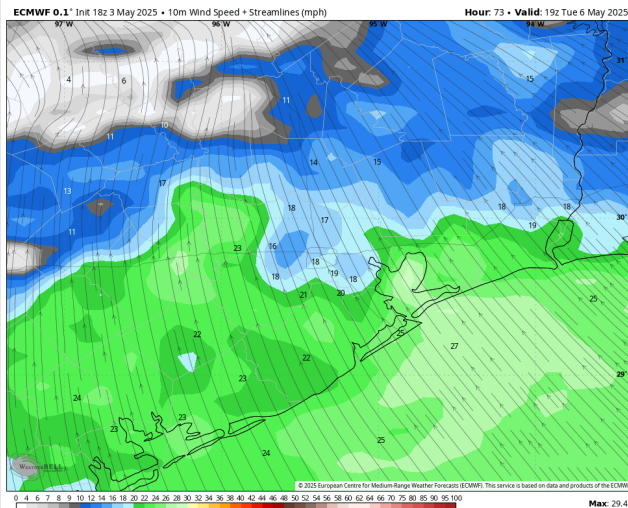 ECMWF 0.1° Init 18z 3 May 2025 • 10m Wind Speed + Streamlines (mph) Hour: 73 • Valid: 19z Tue 6 May 2025
97°W 96°W 95°W 94°W
31°
4 6 15
11
10
11
14 15
13 17
18 17 18 18
30°
11 19
23 16
18 19
18 18
21 20
25
22 25
27
22
29°
23
24
23
23
25
24
WEATHERBELL
© 2025 European Centre for Medium-Range Weather Forecasts (ECMWF). This service is based on data and products of the ECMWF
0 4 6 7 8 9 10 12 14 16 18 20 22 24 26 28 30 32 34 36 38 40 42 44 46 48 50 52 54 56 58 60 65 70 75 80 85 90 95 100
Max: 29.4